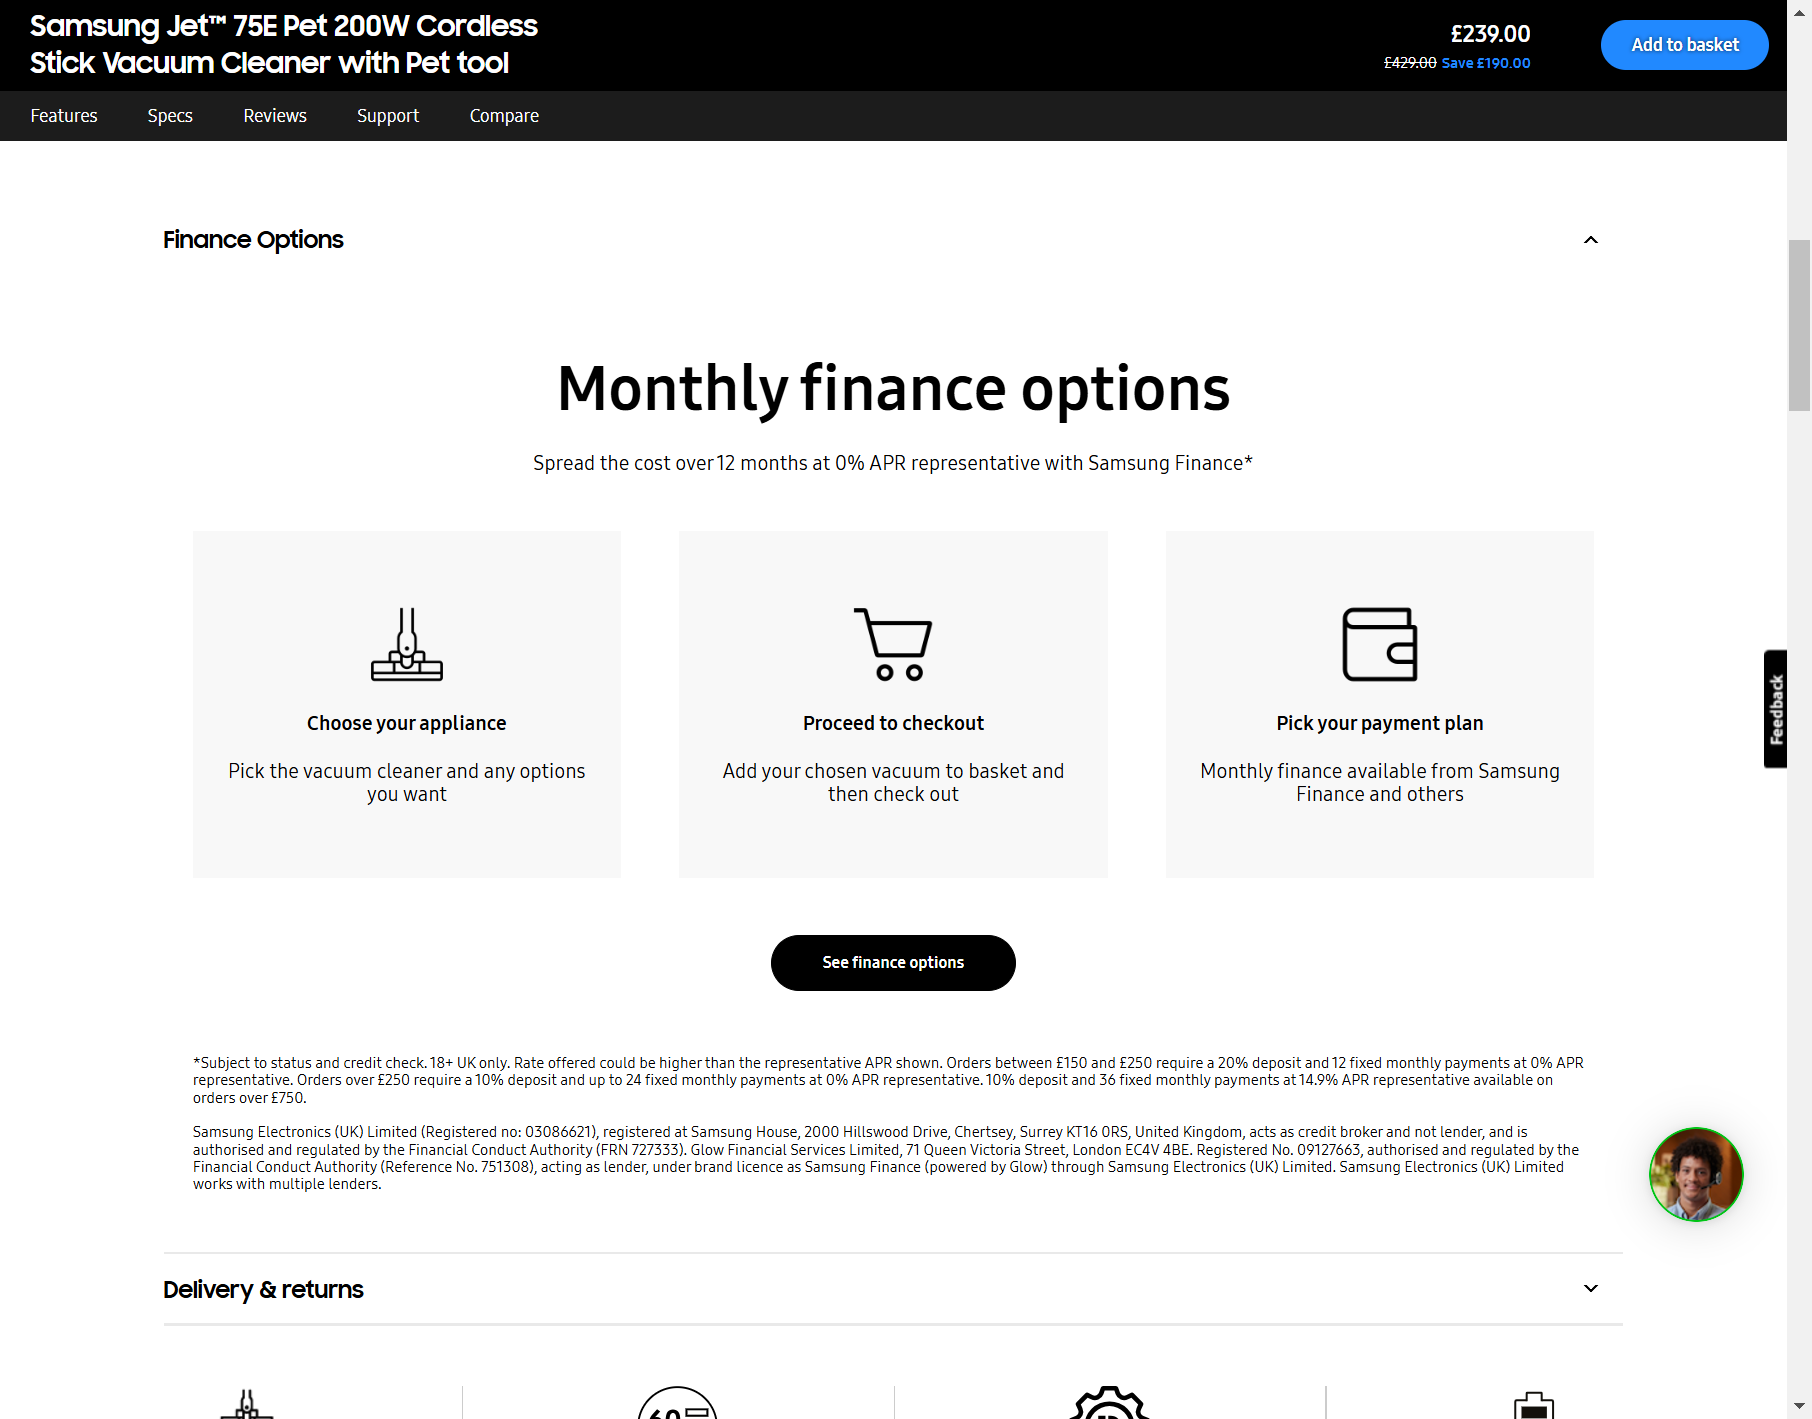 Samsung Jet™ 75E Pet 200W Cordless
Stick Vacuum Cleaner with Pet tool
£239.00
£429.00 Save £190.00
Add to basket
Features
Specs
Reviews
Support
Compare
Finance Options
Monthly finance options
Spread the cost over 12 months at 0% APR representative with Samsung Finance*
Choose your appliance
Pick the vacuum cleaner and any options
you want
Proceed to checkout
Add your chosen vacuum to basket and
then check out
Pick your payment plan
Monthly finance available from Samsung
Finance and others
Feedback
See finance options
*Subject to status and credit check. 18+ UK only. Rate offered could be higher than the representative APR shown. Orders between £150 and £250 require a 20% deposit and 12 fixed monthly payments at 0% APR
representative. Orders over £250 require a 10% deposit and up to 24 fixed monthly payments at 0% APR representative. 10% deposit and 36 fixed monthly payments at 14.9% APR representative available on
orders over £750.
Samsung Electronics (UK) Limited (Registered no: 03086621), registered at Samsung House, 2000 Hillswood Drive, Chertsey, Surrey KT16 0RS, United Kingdom, acts as credit broker and not lender, and is
authorised and regulated by the Financial Conduct Authority (FRN 727333). Glow Financial Services Limited, 71 Queen Victoria Street, London EC4V 4BE. Registered No. 09127663, authorised and regulated by the
Financial Conduct Authority (Reference No. 751308), acting as lender, under brand licence as Samsung Finance (powered by Glow) through Samsung Electronics (UK) Limited. Samsung Electronics (UK) Limited
works with multiple lenders.
Delivery & returns